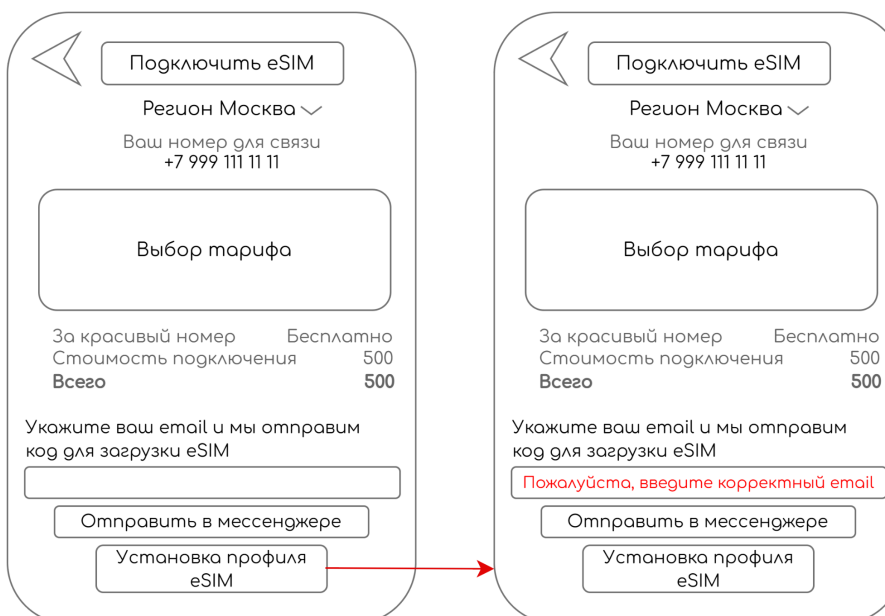 Подключить eSIM
Регион Москва
Ваш номер для связи
+7 999 111 11 11
Выбор тарифа
За красивый номер Бесплатно
Стоимость подключения 500
Всего 500
Укажите ваш email и мы отправим
код для загрузки eSIM
Отправить в мессенджере
Установка профиля
eSIM
Подключить eSIM
Регион Москва
Ваш номер для связи
+7 999 111 11 11
Выбор тарифа
За красивый номер Бесплатно
Стоимость подключения 500
Всего 500
Укажите ваш email и мы отправим
код для загрузки eSIM
Пожалуйста, введите корректный email
Отправить в мессенджере
Установка профиля
eSIM